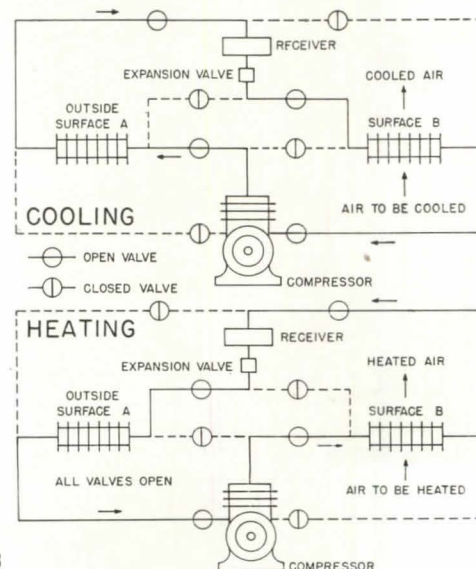 RFCEIVER
EXPANSION VALVE
COOLED AIR
OUTSIDE
SURFACE A
SURFACE B
COOLING
AIR TO BE COOLED
OPEN VALVE
CLOSED VALVE
COMPRESSOR
HEATING
RECEIVER
EXPANSION VALVE
HEATED AIR
OUTSIDE
SURFACE A
SURFACE B
ALL VALVES OPEN
AIR TO BE HEATED
COMPRESSOR